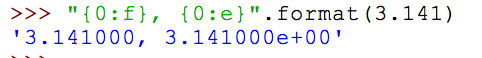 >>> "{0:f}, {0:e}".format(3.141)
'3.141000, 3.141000e+00'